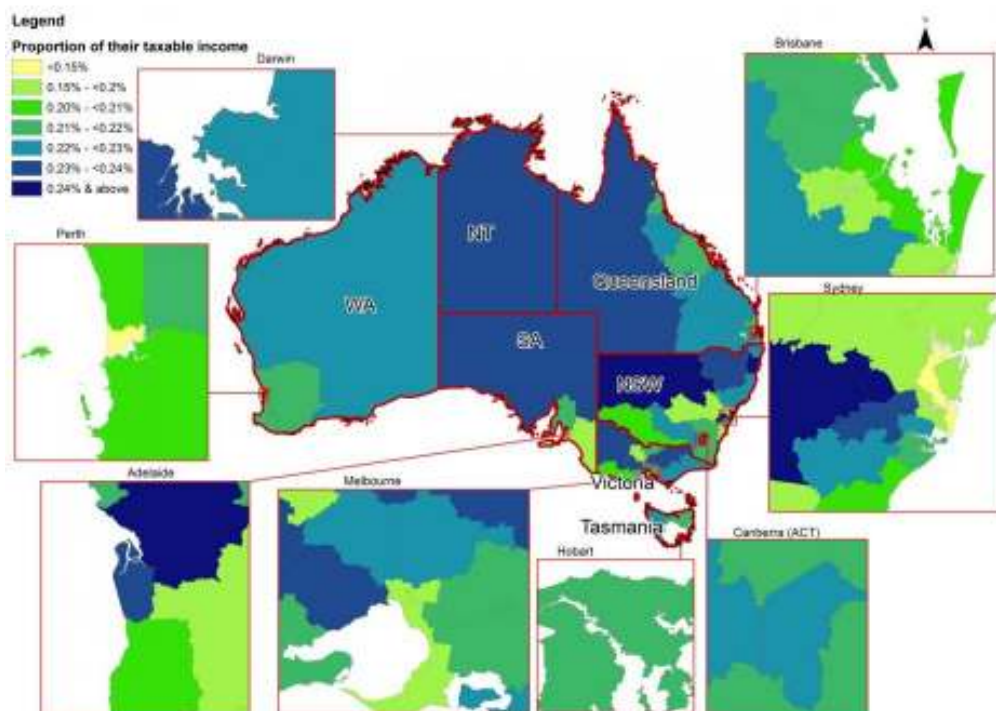 Legend
Proportion of their taxable income
<0.15%
0.15% - <0.2%
0.20% - <0.21%
0.21% - <0.22%
0.22% - <0.23%
0.23% - <0.24%
0.24% & above
Darwin
Brisbane
Perth
NT
Queensland
WA
Sydney
SA
NSW
Adelaide
Melbourne
Victoria
Tasmania
Canberra (ACT)
Hobart